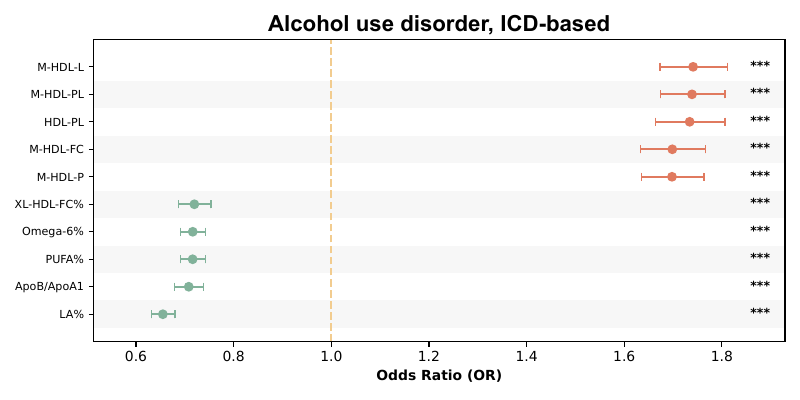 Alcohol use disorder, ICD-based
M-HDL-L ***
M-HDL-PL ***
HDL-PL ***
M-HDL-FC ***
M-HDL-P ***
XL-HDL-FC% ***
Omega-6% ***
PUFA% ***
ApoB/ApoA1 ***
LA% ***
0.6 0.8 1.0 1.2 1.4 1.6 1.8
Odds Ratio (OR)